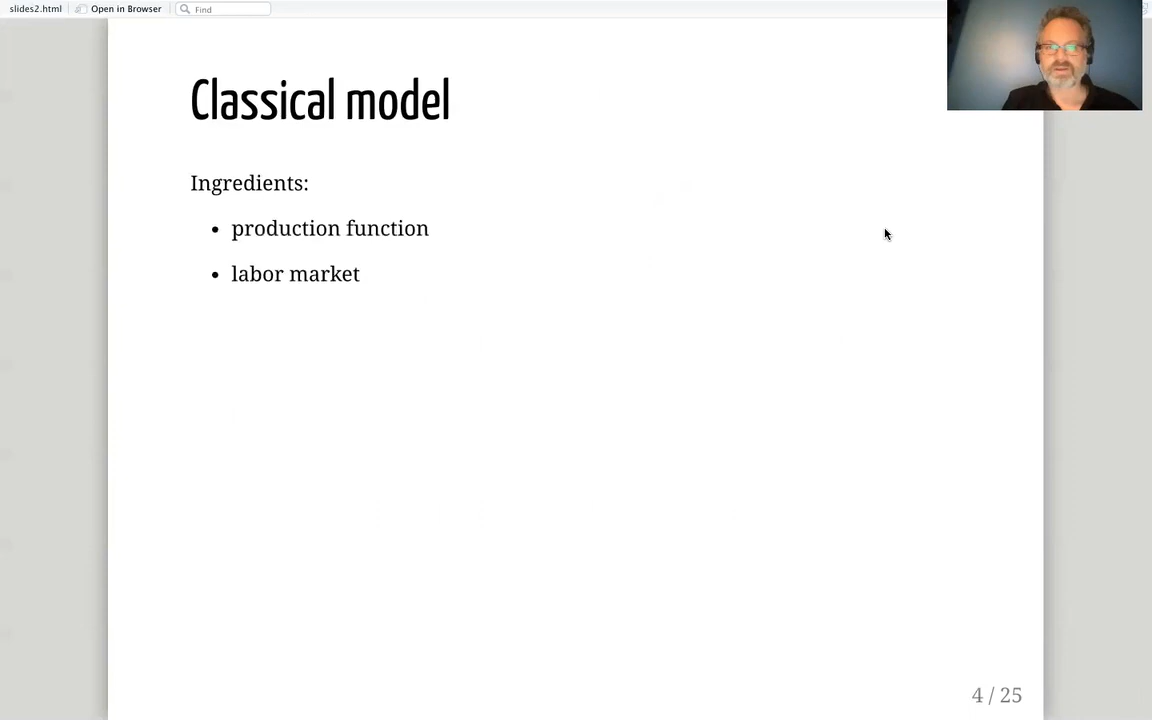 slides2.html Open in Browser Find
Classical model
Ingredients:
• production function
• labor market
4 / 25